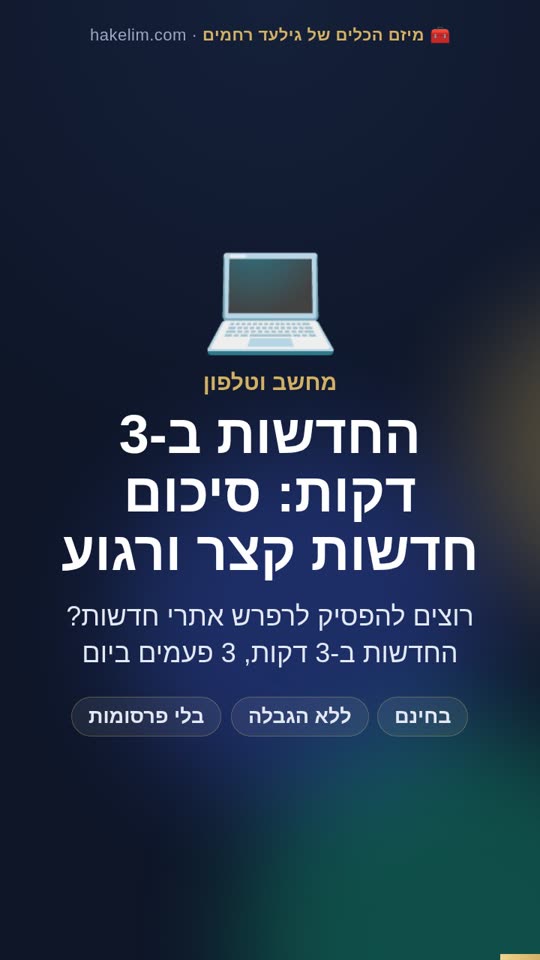 🧰 מיזם הכלים של גילעד רחמים · hakelim.com
מחשב וטלפון
החדשות ב-3
דקות: סיכום
חדשות קצר ורגוע
רוצים להפסיק לרפרש אתרי חדשות?
החדשות ב-3 דקות, 3 פעמים ביום
בחינם
ללא הגבלה
בלי פרסומות